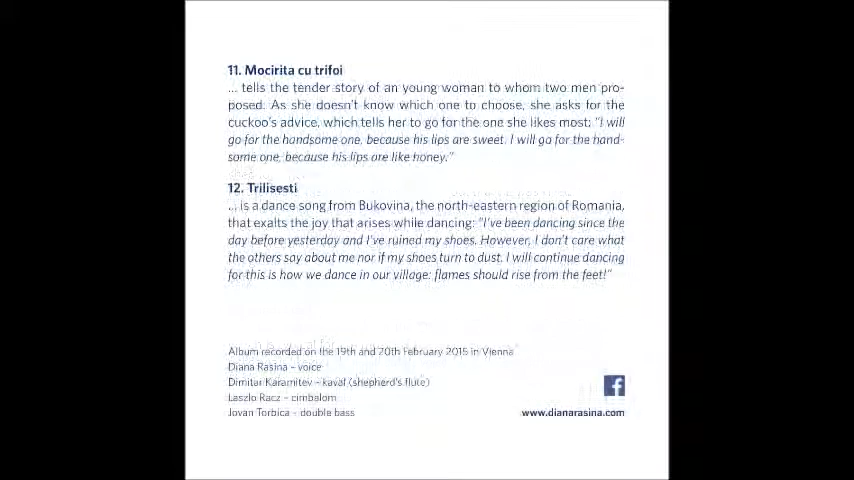 11. Mocirita cu trifoi
... tells the tender story of an young woman to whom two men pro-
posed. As she doesn't know which one to choose, she asks for the
cuckoo's advice, which tells her to go for the one she likes most: "I will
go for the handsome one, because his lips are sweet. I will go for the hand-
some one, because his lips are like honey."
12. Trilisesti
... is a dance song from Bukovina, the north-eastern region of Romania,
that exalts the joy that arises while dancing: "I've been dancing since the
day before yesterday and I've ruined my shoes. However, I don't care what
the others say about me nor if my shoes turn to dust. I will continue dancing
for this is how we dance in our village: flames should rise from the feet!"
Album recorded on the 19th and 20th February 2015 in Vienna
Diana Rasina – voice
Dimitar Karamitev – kaval (shepherd's flute)
Laszlo Racz – cimbalom
Jovan Torbica – double bass
www.dianarasina.com